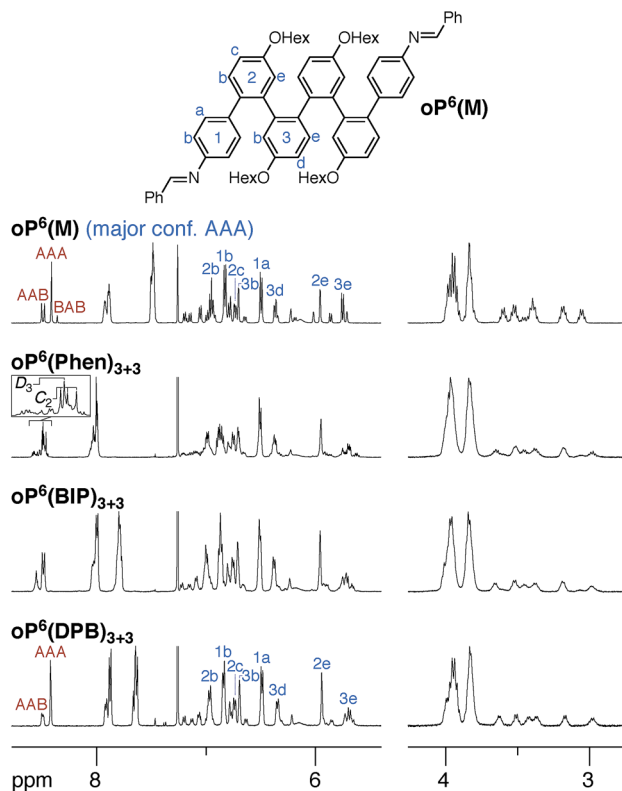 Ph
N
OHex
OHex
c
b
2
e
oP⁶(M)
a
b
1
b
3
e
d
N
HexO
HexO
Ph
oP⁶(M) (major conf. AAA)
AAA
AAB
BAB
2b
1b
2c
3b
1a
3d
2e
3e
oP⁶(Phen)₃₊₃
D₃
C₂
oP⁶(BIP)₃₊₃
oP⁶(DPB)₃₊₃
AAA
AAB
2b
1b
2c
3b
1a
3d
2e
3e
ppm 8 6 4 3